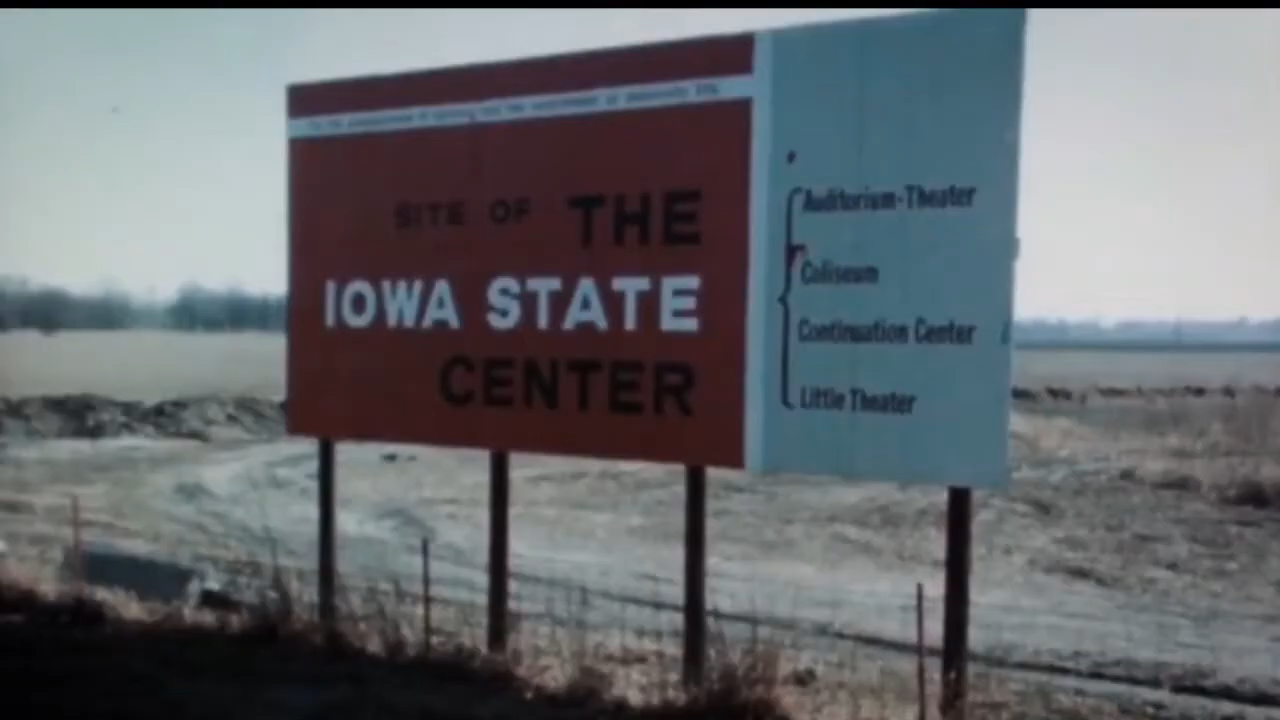 SITE OF THE
IOWA STATE
CENTER
Auditorium-Theater
Coliseum
Continuation Center
Little Theater